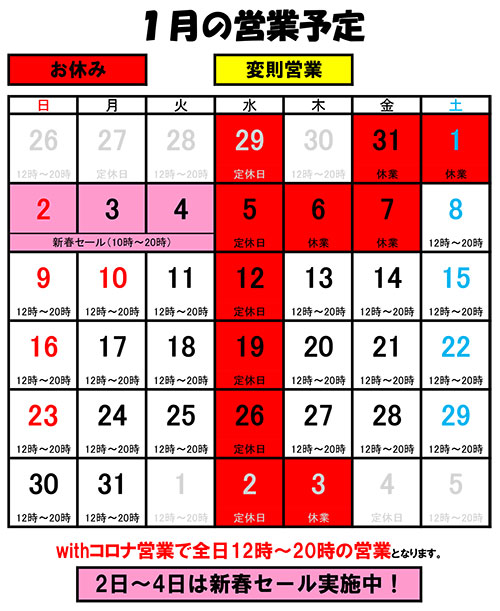 1月の営業予定
お休み 変則営業
日 月 火 水 木 金 土
26 27 28 29 30 31 1
12時～20時 定休日 12時～20時 定休日 12時～20時 休業 休業
2 3 4 5 6 7 8
新春セール(10時～20時) 定休日 休業 休業 12時～20時
9 10 11 12 13 14 15
12時～20時 12時～20時 12時～20時 定休日 12時～20時 12時～20時 12時～20時
16 17 18 19 20 21 22
12時～20時 12時～20時 12時～20時 定休日 12時～20時 12時～20時 12時～20時
23 24 25 26 27 28 29
12時～20時 12時～20時 12時～20時 定休日 12時～20時 12時～20時 12時～20時
30 31 1 2 3 4 5
12時～20時 12時～20時 12時～20時 定休日 休業 定休日 12時～20時
withコロナ営業で全日12時～20時の営業となります。
2日～4日は新春セール実施中！